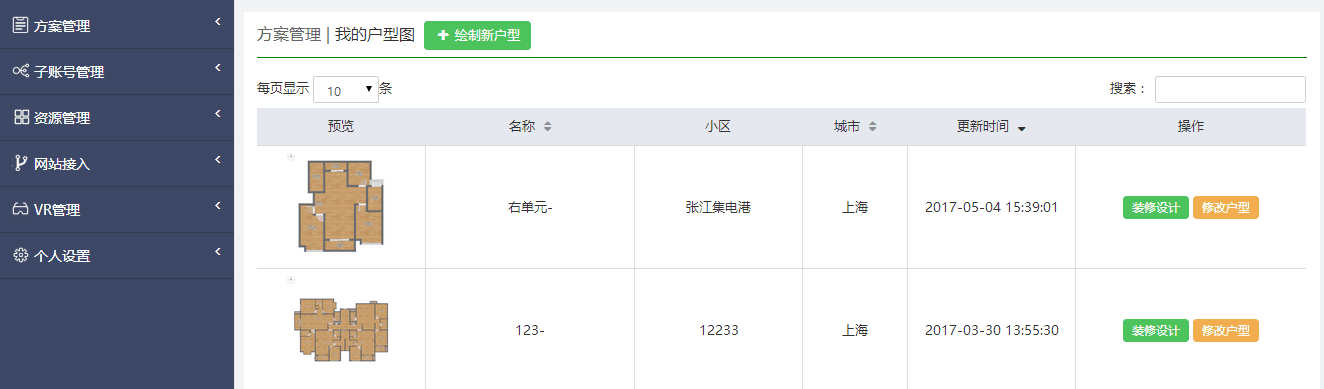 方案管理
子账号管理
资源管理
网站接入
VR管理
个人设置
方案管理 | 我的户型图 绘制新户型
每页显示 10 条 搜索：
预览 名称 小区 城市 更新时间 操作
右单元- 张江集电港 上海 2017-05-04 15:39:01 装修设计 修改户型
123- 12233 上海 2017-03-30 13:55:30 装修设计 修改户型